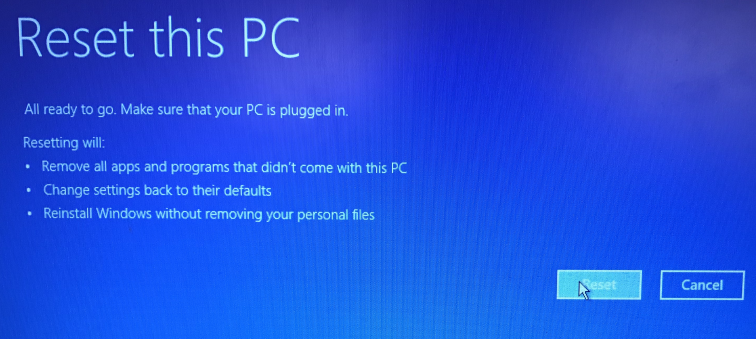 Reset this PC
All ready to go. Make sure that your PC is plugged in.
Resetting will:
• Remove all apps and programs that didn't come with this PC
• Change settings back to their defaults
• Reinstall Windows without removing your personal files
Reset Cancel